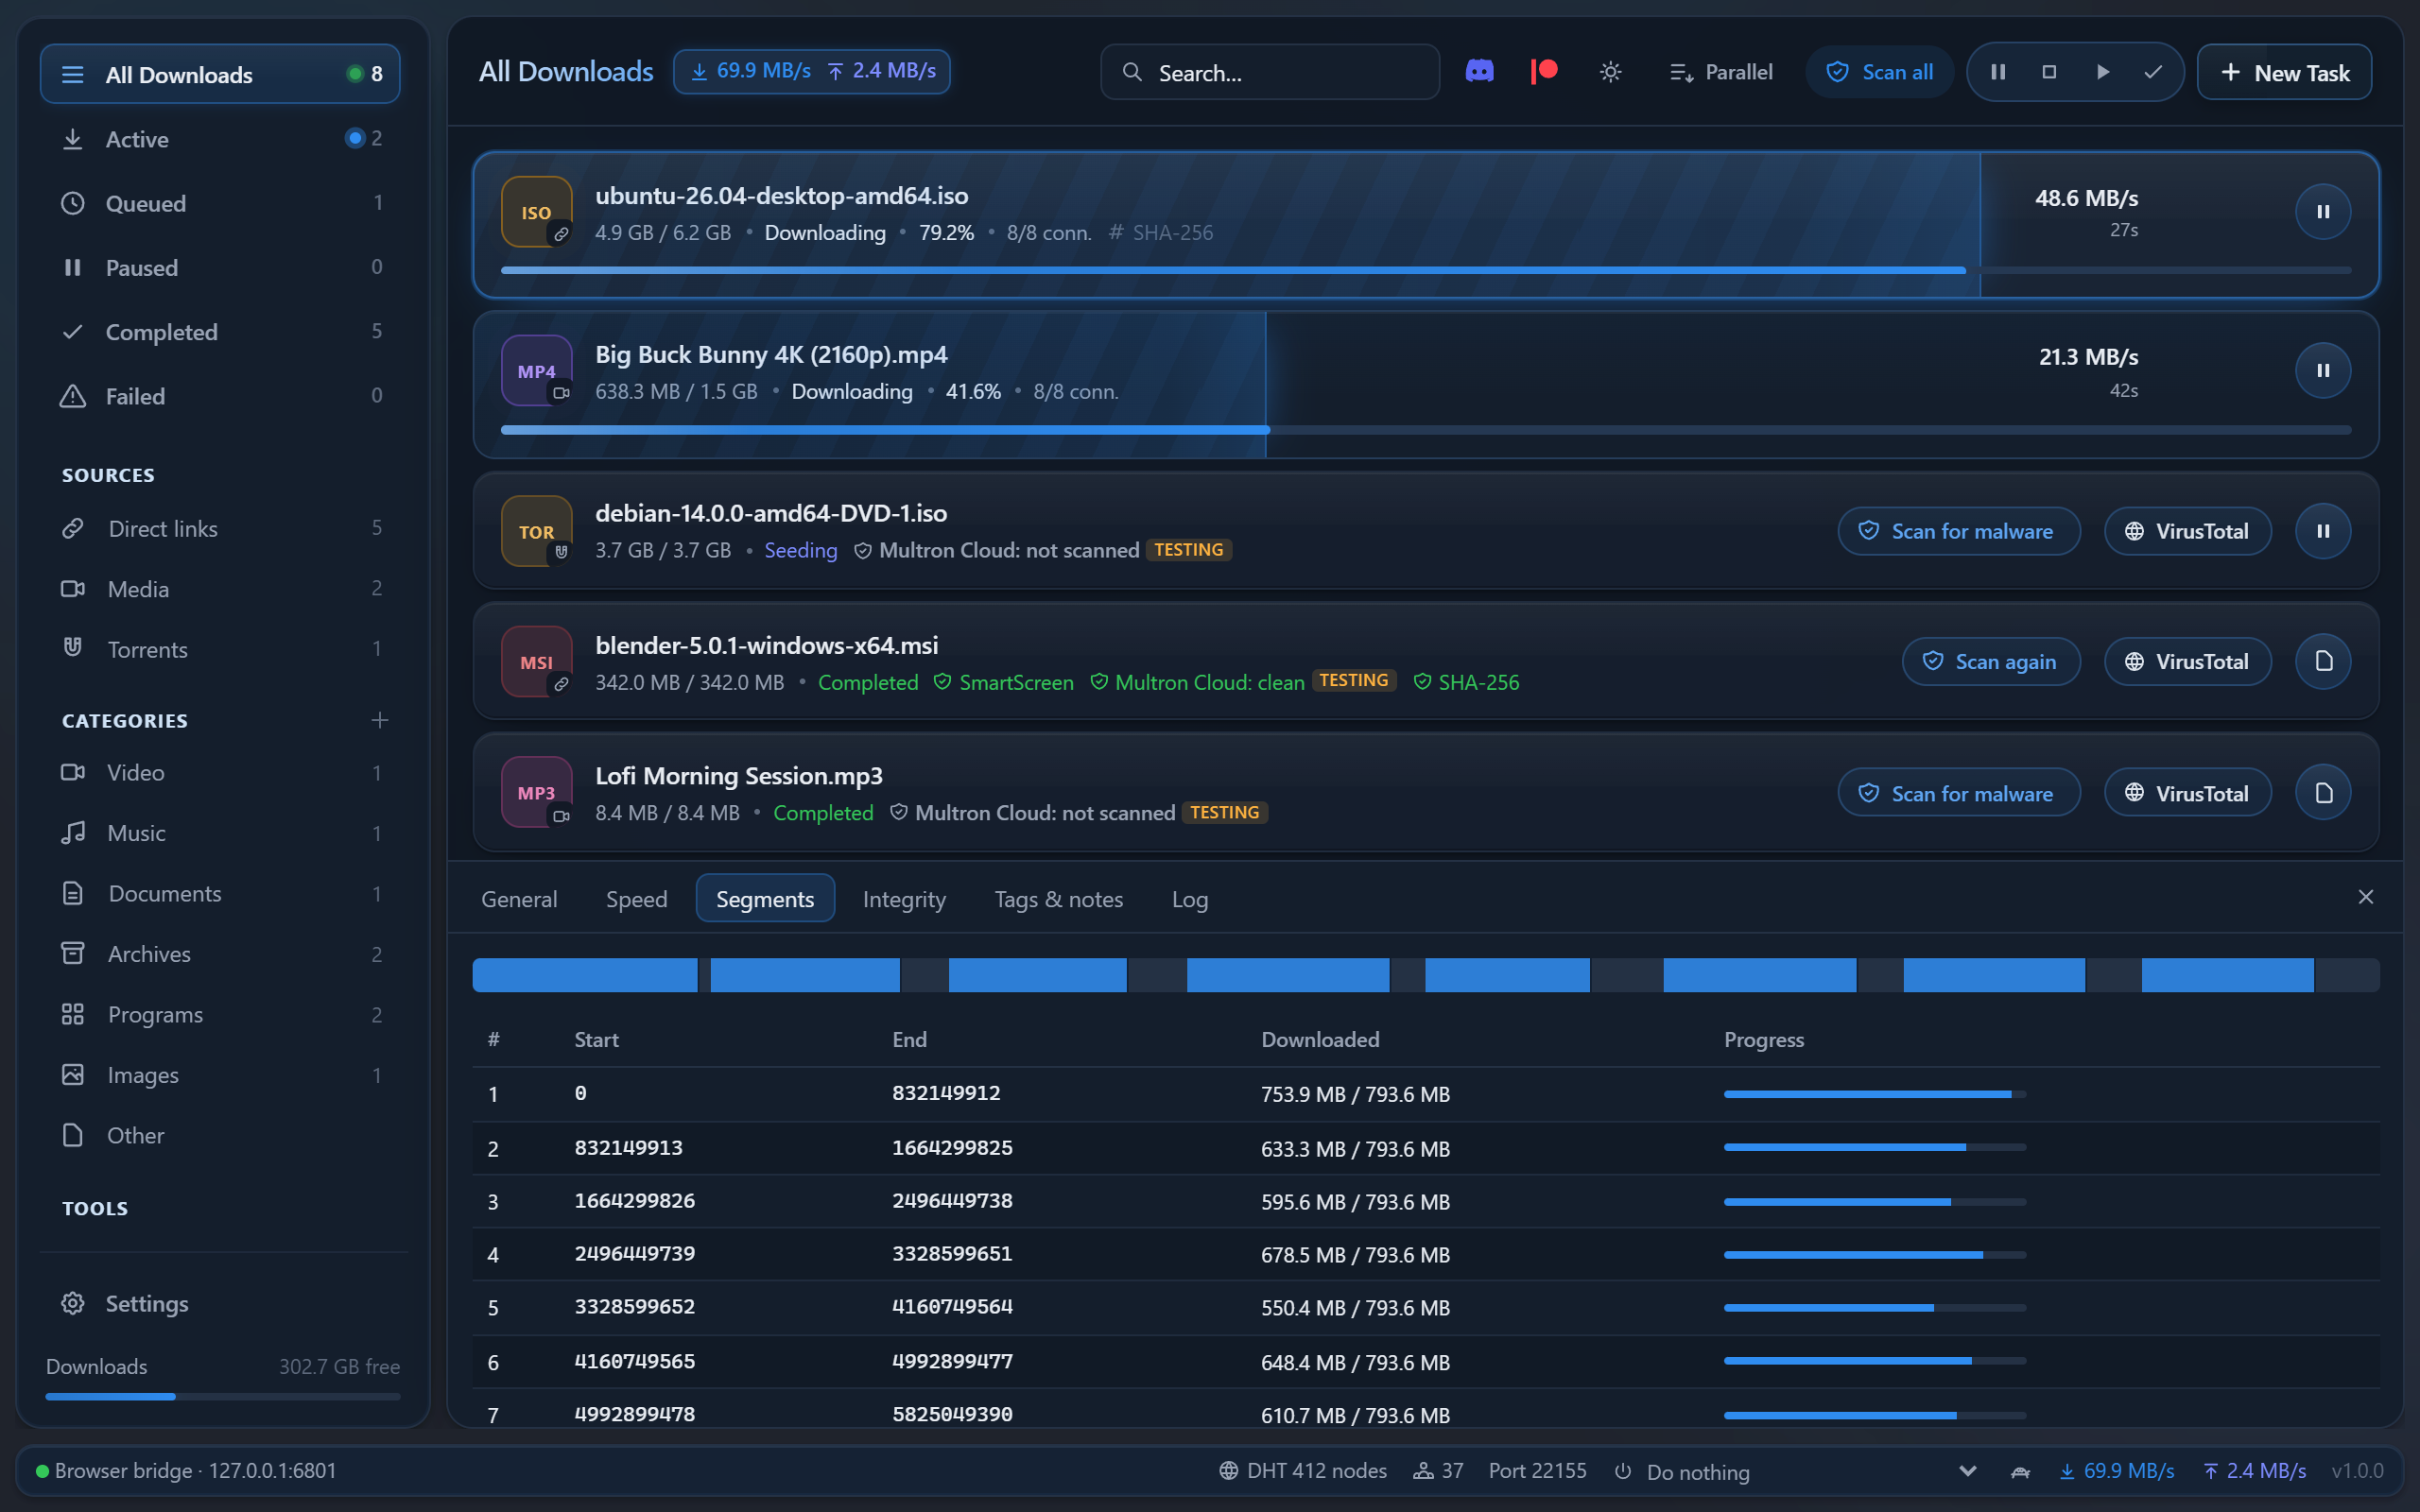 All Downloads 8
Active 2
Queued 1
Paused 0
Completed 5
Failed 0
SOURCES
Direct links 5
Media 2
Torrents 1
CATEGORIES
Video 1
Music 1
Documents 1
Archives 2
Programs 2
Images 1
Other
TOOLS
Settings
Downloads 302.7 GB free
All Downloads 69.9 MB/s 2.4 MB/s Search... Parallel Scan all New Task
ISO
ubuntu-26.04-desktop-amd64.iso
4.9 GB / 6.2 GB • Downloading • 79.2% • 8/8 conn. # SHA-256
48.6 MB/s
27s
MP4
Big Buck Bunny 4K (2160p).mp4
638.3 MB / 1.5 GB • Downloading • 41.6% • 8/8 conn.
21.3 MB/s
42s
TOR
debian-14.0.0-amd64-DVD-1.iso
3.7 GB / 3.7 GB • Seeding Multron Cloud: not scanned TESTING
Scan for malware VirusTotal
MSI
blender-5.0.1-windows-x64.msi
342.0 MB / 342.0 MB • Completed SmartScreen Multron Cloud: clean TESTING SHA-256
Scan again VirusTotal
MP3
Lofi Morning Session.mp3
8.4 MB / 8.4 MB • Completed Multron Cloud: not scanned TESTING
Scan for malware VirusTotal
General Speed Segments Integrity Tags & notes Log
# Start End Downloaded Progress
1 0 832149912 753.9 MB / 793.6 MB
2 832149913 1664299825 633.3 MB / 793.6 MB
3 1664299826 2496449738 595.6 MB / 793.6 MB
4 2496449739 3328599651 678.5 MB / 793.6 MB
5 3328599652 4160749564 550.4 MB / 793.6 MB
6 4160749565 4992899477 648.4 MB / 793.6 MB
7 4992899478 5825049390 610.7 MB / 793.6 MB
Browser bridge · 127.0.0.1:6801 DHT 412 nodes 37 Port 22155 Do nothing 69.9 MB/s 2.4 MB/s v1.0.0